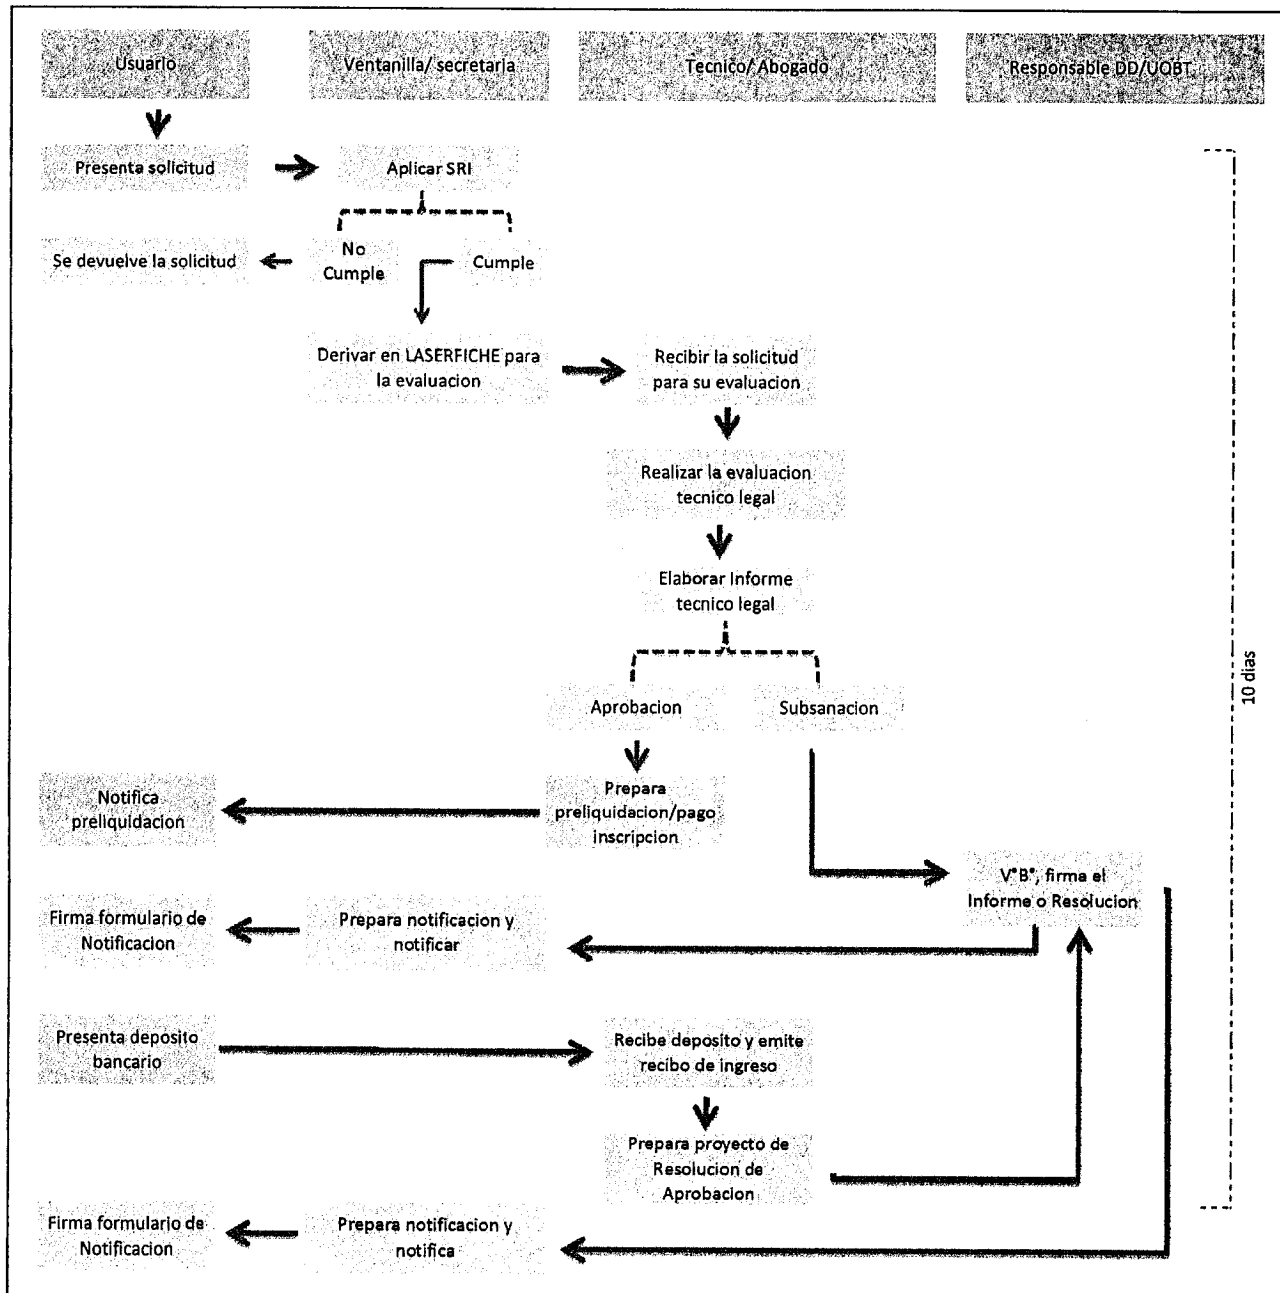 Usuario
Ventanilla/ secretaria
Tecnico/ Abogado
Responsable DD/UOBT
Presenta solicitud
Aplicar SRI
Se devuelve la solicitud
No
Cumple
Cumple
Derivar en LASERFICHE para
la evaluacion
Recibir la solicitud
para su evaluacion
Realizar la evaluacion
tecnico legal
Elaborar Informe
tecnico legal
Aprobacion
Subsanacion
10 dias
Notifica
preliquidacion
Prepara
preliquidacion/pago
inscripcion
V°B°, firma el
Informe o Resolucion
Firma formulario de
Notificacion
Prepara notificacion y
notificar
Presenta deposito
bancario
Recibe deposito y emite
recibo de ingreso
Prepara proyecto de
Resolucion de
Aprobacion
Firma formulario de
Notificacion
Prepara notificacion y
notifica